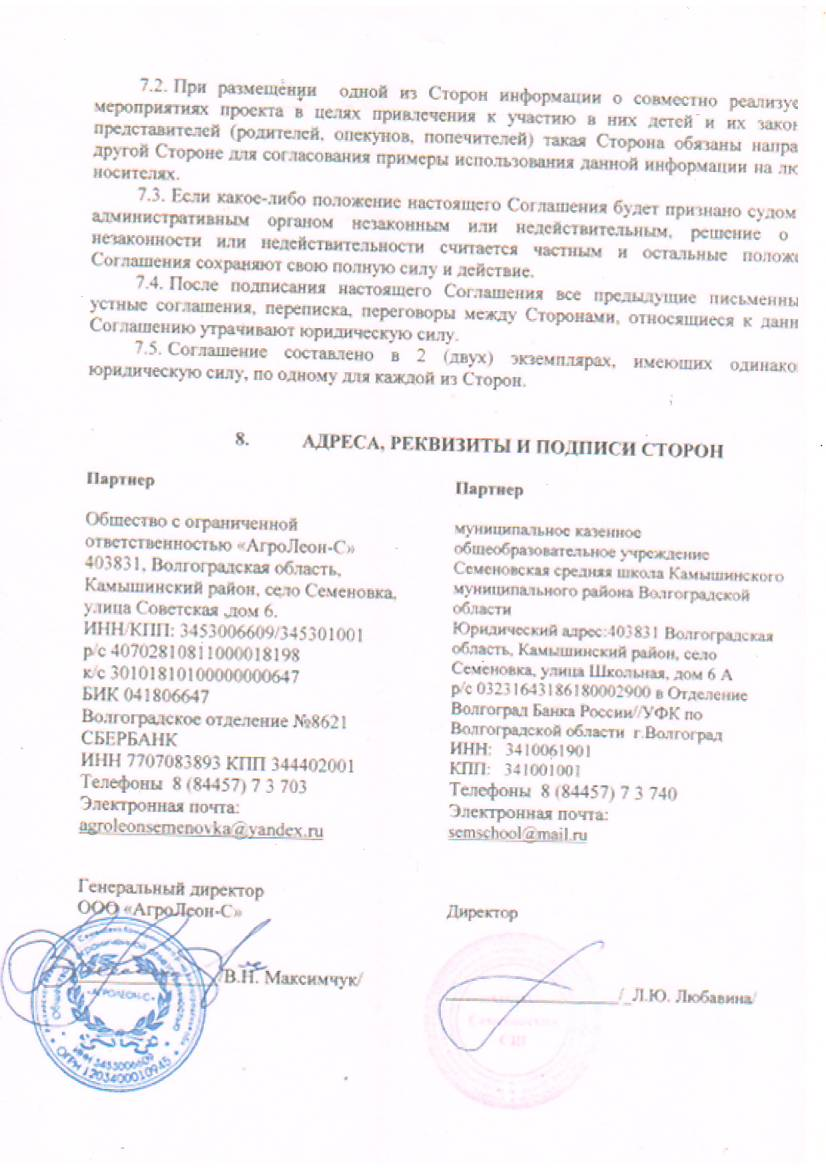 7.2. При размещении одной из Сторон информации о совместно реализуе
мероприятиях проекта в целях привлечения к участию в них детей и их закон
представителей (родителей, опекунов, попечителей) такая Сторона обязаны напра
другой Стороне для согласования примеры использования данной информации на лю
носителях.
7.3. Если какое-либо положение настоящего Соглашения будет признано судом
административным органом незаконным или недействительным, решение о
незаконности или недействительности считается частным и остальные положе
Соглашения сохраняют свою полную силу и действие.
7.4. После подписания настоящего Соглашения все предыдущие письменны
устные соглашения, переписка, переговоры между Сторонами, относящиеся к данн
Соглашению утрачивают юридическую силу.
7.5. Соглашение составлено в 2 (двух) экземплярах, имеющих одинако
юридическую силу, по одному для каждой из Сторон.
8. АДРЕСА, РЕКВИЗИТЫ И ПОДПИСИ СТОРОН
Партнер
Общество с ограниченной
ответственностью «АгроЛеон-С»
403831, Волгоградская область,
Камышинский район, село Семеновка,
улица Советская ,дом 6.
ИНН/КПП: 3453006609/345301001
р/с 40702810811000018198
к/с 30101810100000000647
БИК 041806647
Волгоградское отделение №8621
СБЕРБАНК
ИНН 7707083893 КПП 344402001
Телефоны 8 (84457) 7 3 703
Электронная почта:
agroleonsemenovka@yandex.ru
Генеральный директор
ООО «АгроЛеон-С»
/В.Н. Максимчук/
«АГРОЛЕОН-С»
ИНН 3453006609
ОГРН 1203400010945
Партнер
муниципальное казенное
общеобразовательное учреждение
Семеновская средняя школа Камышинского
муниципального района Волгоградской
области
Юридический адрес:403831 Волгоградская
область, Камышинский район, село
Семеновка, улица Школьная, дом 6 А
р/с 03231643186180002900 в Отделение
Волгоград Банка России//УФК по
Волгоградской области г.Волгоград
ИНН: 3410061901
КПП: 341001001
Телефоны 8 (84457) 7 3 740
Электронная почта:
semschool@mail.ru
Директор
/_Л.Ю. Любавина/